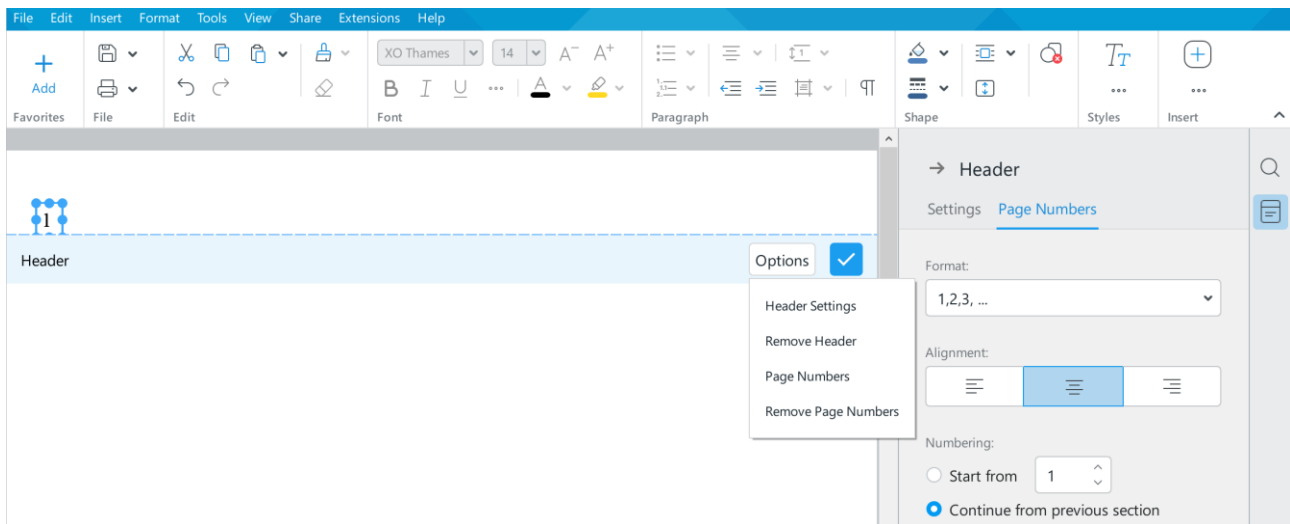 File Edit Insert Format Tools View Share Extensions Help
Add
XO Thames 14 A⁻ A⁺
B I U A
Favorites File Edit Font Paragraph Shape Styles Insert
1
Header
Options
Header Settings
Remove Header
Page Numbers
Remove Page Numbers
Header
Settings Page Numbers
Format:
1,2,3, ...
Alignment:
Numbering:
Start from 1
Continue from previous section